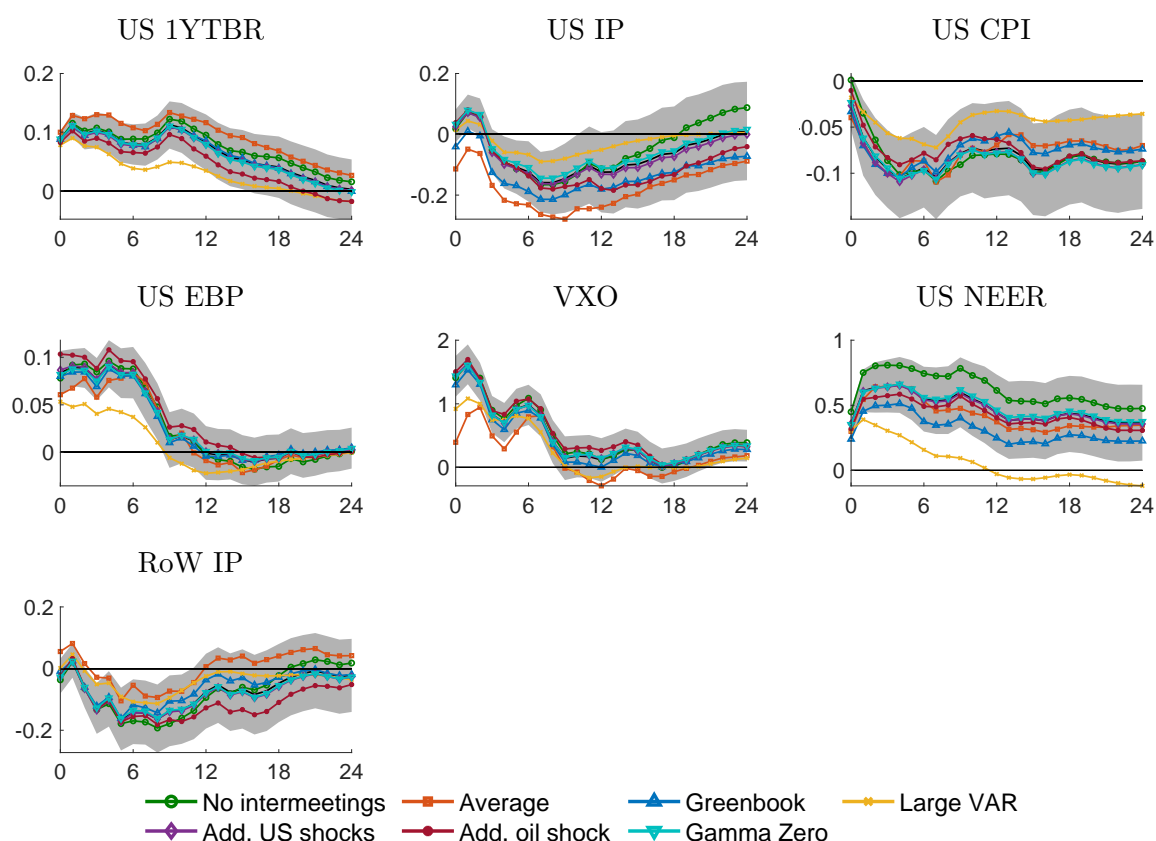 US 1YTBR US IP US CPI
0.2 0.2 0
0.1 0 -0.05
0 -0.2 -0.1
0 6 12 18 24 0 6 12 18 24 0 6 12 18 24
US EBP VXO US NEER
0.1 2 1
0.05 1 0.5
0 0 0
0 6 12 18 24 0 6 12 18 24 0 6 12 18 24
RoW IP
0.2
0
-0.2
0 6 12 18 24
No intermeetings Average Greenbook Large VAR
Add. US shocks Add. oil shock Gamma Zero